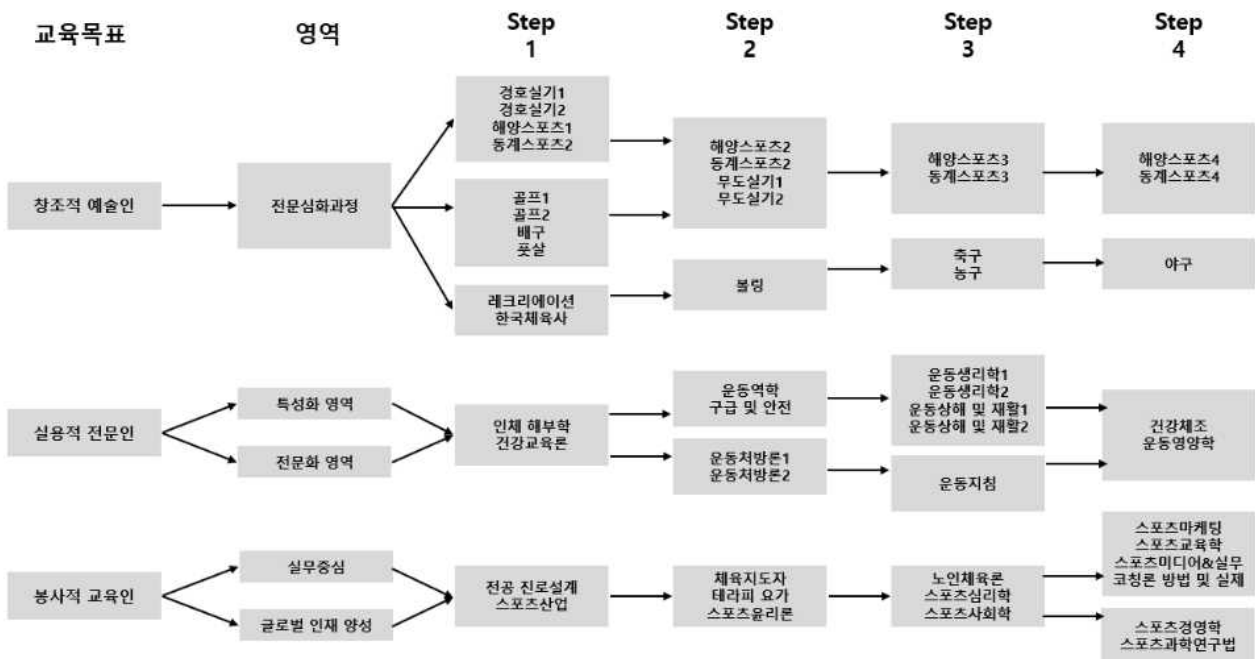 교육목표
영역
Step
1
Step
2
Step
3
Step
4
창조적 예술인
전문심화과정
경호실기1
경호실기2
해양스포츠1
동계스포츠2
골프1
골프2
배구
풋살
레크리에이션
한국체육사
해양스포츠2
동계스포츠2
무도실기1
무도실기2
볼링
해양스포츠3
동계스포츠3
축구
농구
해양스포츠4
동계스포츠4
야구
실용적 전문인
특성화 영역
전문화 영역
인체 해부학
건강교육론
운동역학
구급 및 안전
운동처방론1
운동처방론2
운동생리학1
운동생리학2
운동상해 및 재활1
운동상해 및 재활2
운동지침
건강체조
운동영양학
봉사적 교육인
실무중심
글로벌 인재 양성
전공 진로설계
스포츠산업
체육지도자
테라피 요가
스포츠윤리론
노인체육론
스포츠심리학
스포츠사회학
스포츠마케팅
스포츠교육학
스포츠미디어&실무
코칭론 방법 및 실제
스포츠경영학
스포츠과학연구법